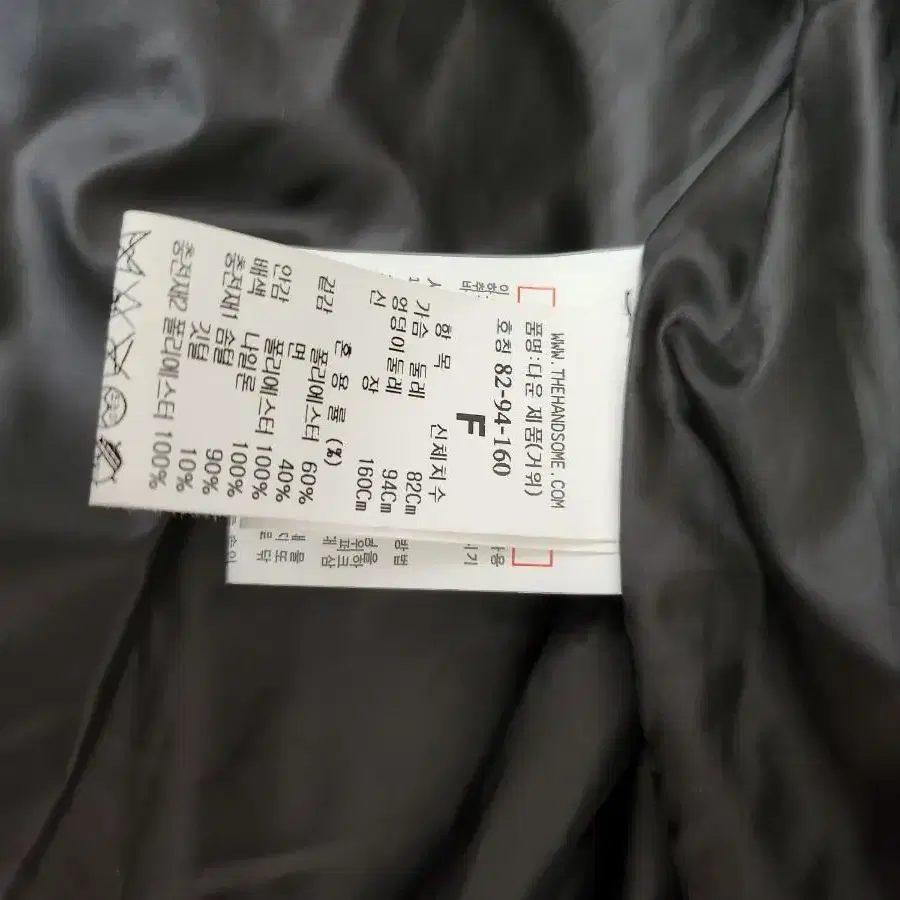 WWW.THEHANDSOME.COM
품명:다운 제품(거위)
호칭 82-94-160
F
항 목 신체치수
가슴 둘레 82Cm
엉덩이둘레 94Cm
신 장 160Cm
혼 용 률 (%)
겉감 폴리에스터 60%
면 40%
안감 폴리에스터 100%
배색 나일론 100%
충전재1 솜털 90%
깃털 10%
충전재2 폴리에스터 100%